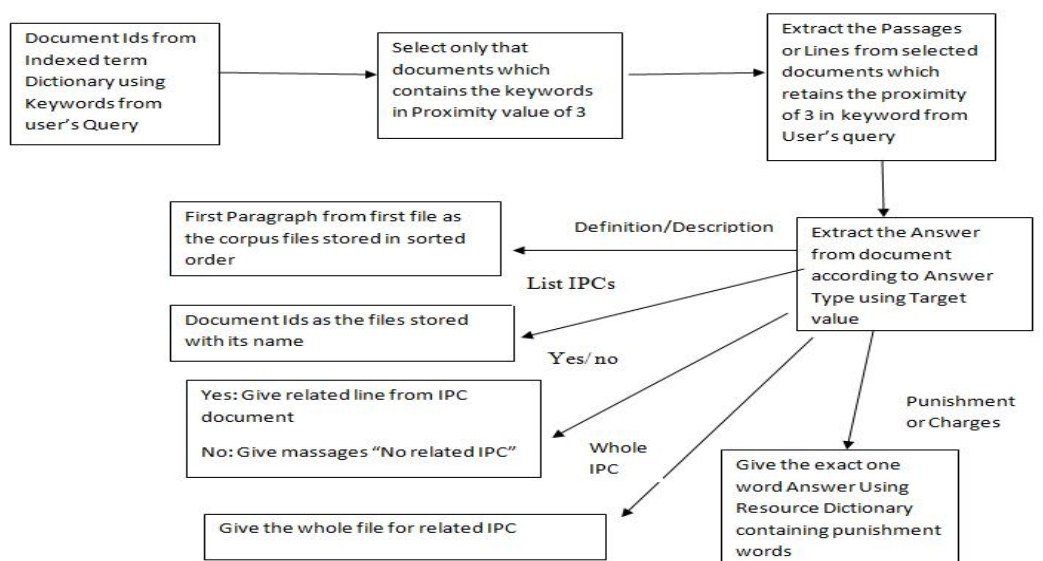 Document Ids from
Indexed term
Dictionary using
Keywords from
user's Query
Select only that
documents which
contains the keywords
in Proximity value of 3
Extract the Passages
or Lines from selected
documents which
retains the proximity
of 3 in keyword from
User's query
First Paragraph from first file as
the corpus files stored in sorted
order
Definition/Description
Extract the Answer
from document
according to Answer
Type using Target
value
List IPCs
Document Ids as the files stored
with its name
Yes/no
Yes: Give related line from IPC
document
No: Give massages "No related IPC"
Whole
IPC
Punishment
or Charges
Give the exact one
word Answer Using
Resource Dictionary
containing punishment
words
Give the whole file for related IPC